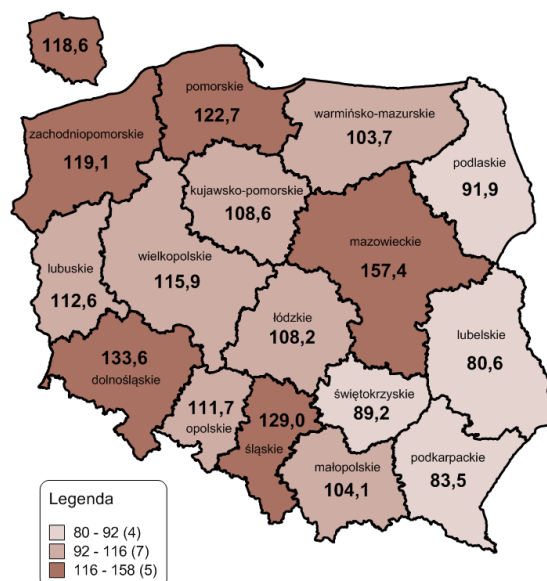 118,6
pomorskie
122,7
warmińsko-mazurskie
103,7
zachodniopomorskie
119,1
podlaskie
91,9
kujawsko-pomorskie
108,6
mazowieckie
157,4
wielkopolskie
115,9
lubuskie
112,6
łódzkie
108,2
lubelskie
80,6
133,6
dolnośląskie
111,7
opolskie
129,0
śląskie
świętokrzyskie
89,2
małopolskie
104,1
podkarpackie
83,5
Legenda
80 - 92 (4)
92 - 116 (7)
116 - 158 (5)